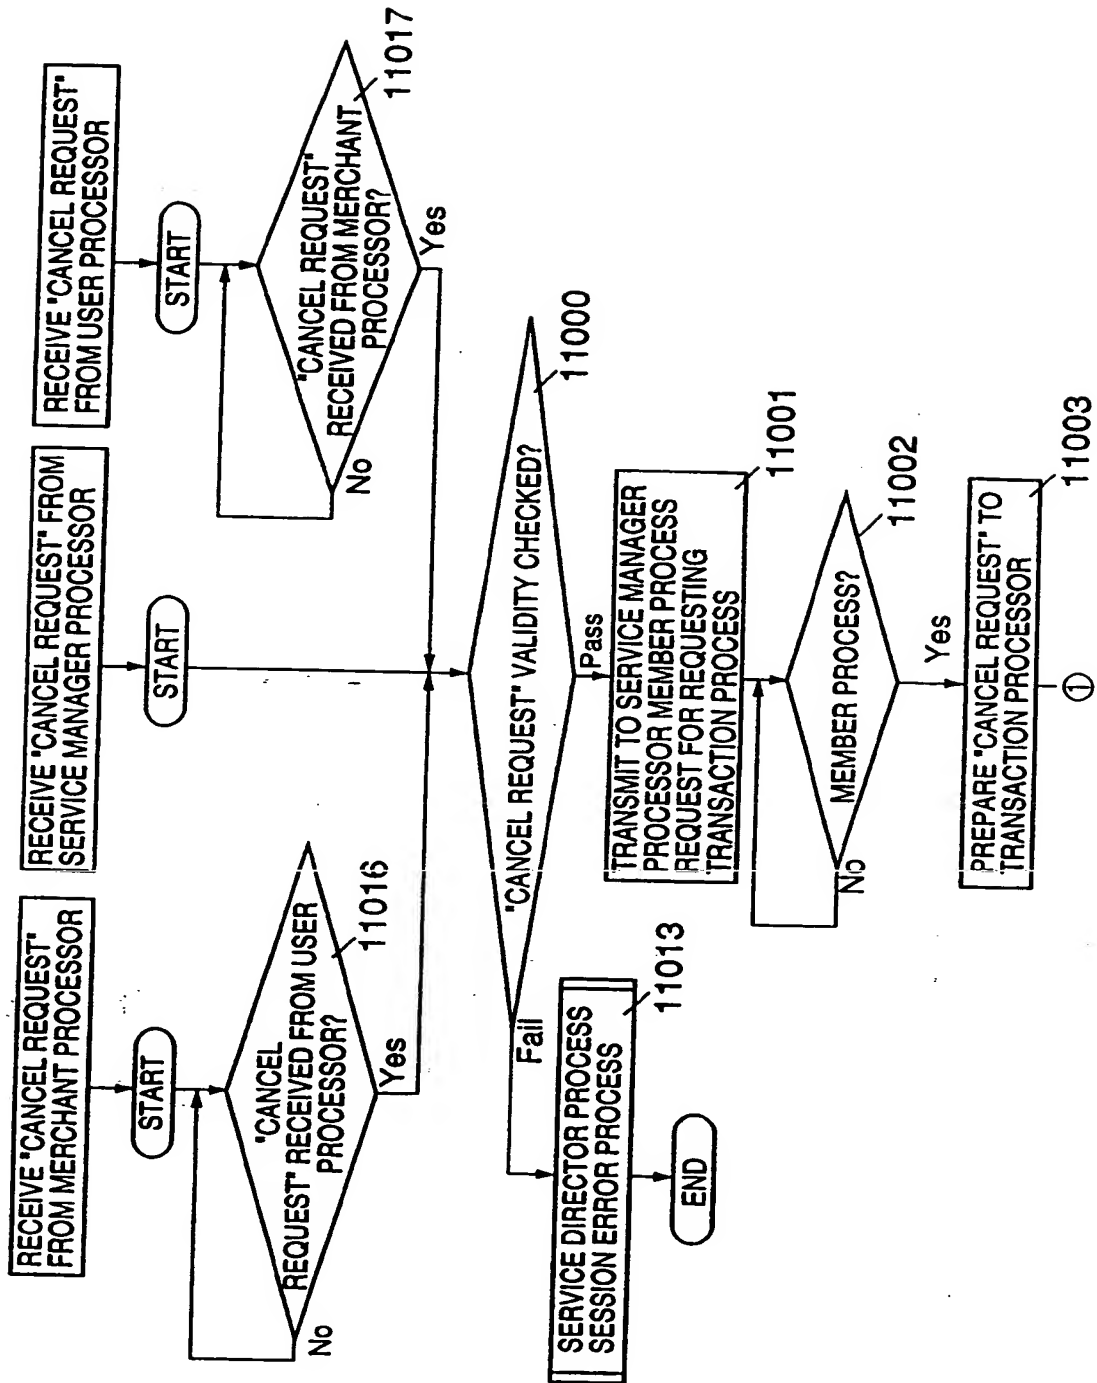 RECEIVE "CANCEL REQUEST"
FROM MERCHANT PROCESSOR
START
"CANCEL
REQUEST" RECEIVED FROM USER
PROCESSOR?
11016
No
Yes
RECEIVE "CANCEL REQUEST" FROM
SERVICE MANAGER PROCESSOR
START
RECEIVE "CANCEL REQUEST"
FROM USER PROCESSOR
START
"CANCEL REQUEST"
RECEIVED FROM MERCHANT
PROCESSOR?
11017
No
Yes
"CANCEL REQUEST" VALIDITY CHECKED?
11000
Fail
Pass
SERVICE DIRECTOR PROCESS
SESSION ERROR PROCESS
11013
END
TRANSMIT TO SERVICE MANAGER
PROCESSOR MEMBER PROCESS
REQUEST FOR REQUESTING
TRANSACTION PROCESS
11001
MEMBER PROCESS?
11002
No
Yes
PREPARE "CANCEL REQUEST" TO
TRANSACTION PROCESSOR
11003
①